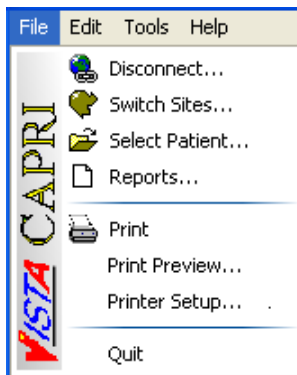 File Edit Tools Help
Disconnect...
Switch Sites...
Select Patient...
Reports...
Print
Print Preview...
Printer Setup... .
Quit
VISTA CAPRI